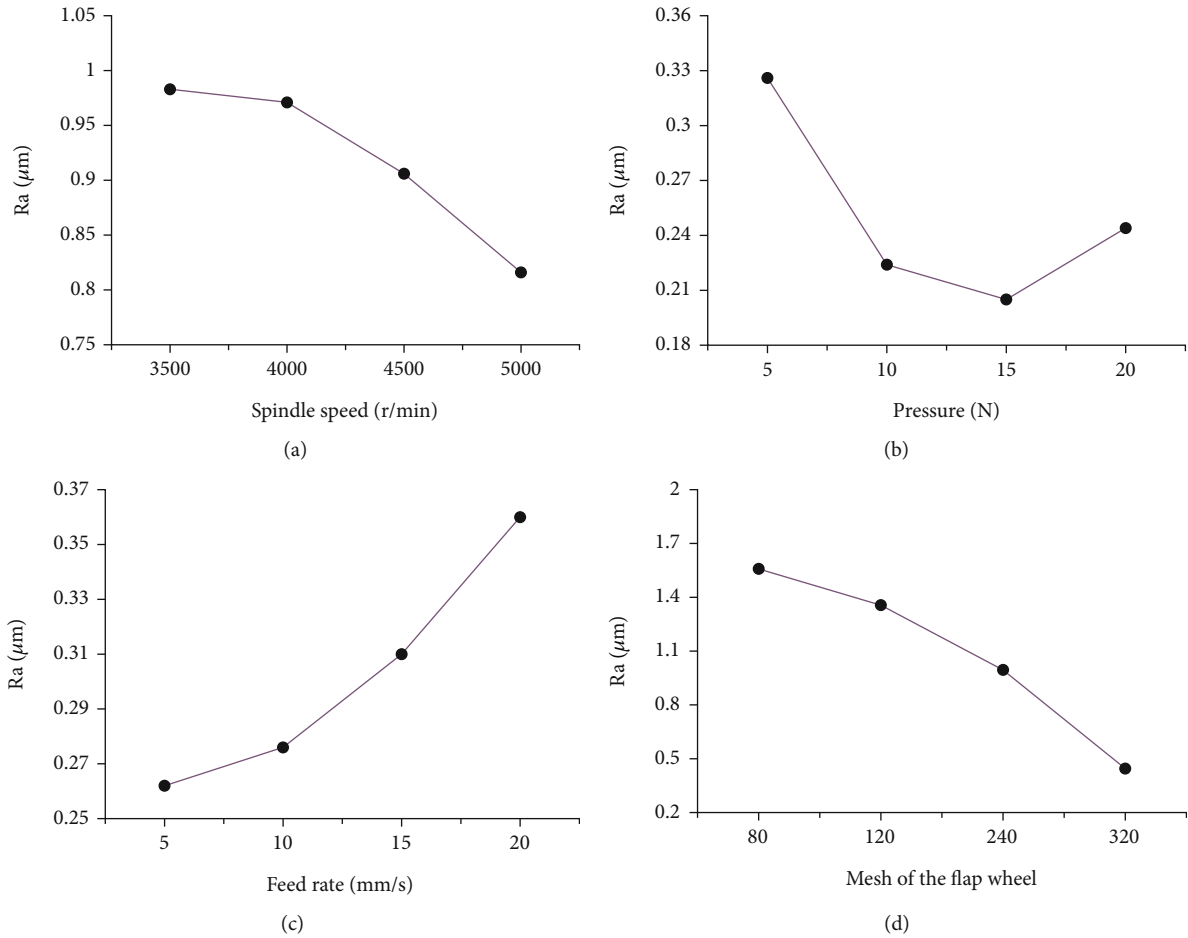 1.05
1
0.95
0.9
0.85
0.8
0.75
Ra (μm)
3500 4000 4500 5000
Spindle speed (r/min)
(a)
0.36
0.33
0.3
0.27
0.24
0.21
0.18
Ra (μm)
5 10 15 20
Pressure (N)
(b)
0.37
0.35
0.33
0.31
0.29
0.27
0.25
Ra (μm)
5 10 15 20
Feed rate (mm/s)
(c)
2
1.7
1.4
1.1
0.8
0.5
0.2
Ra (μm)
80 120 240 320
Mesh of the flap wheel
(d)